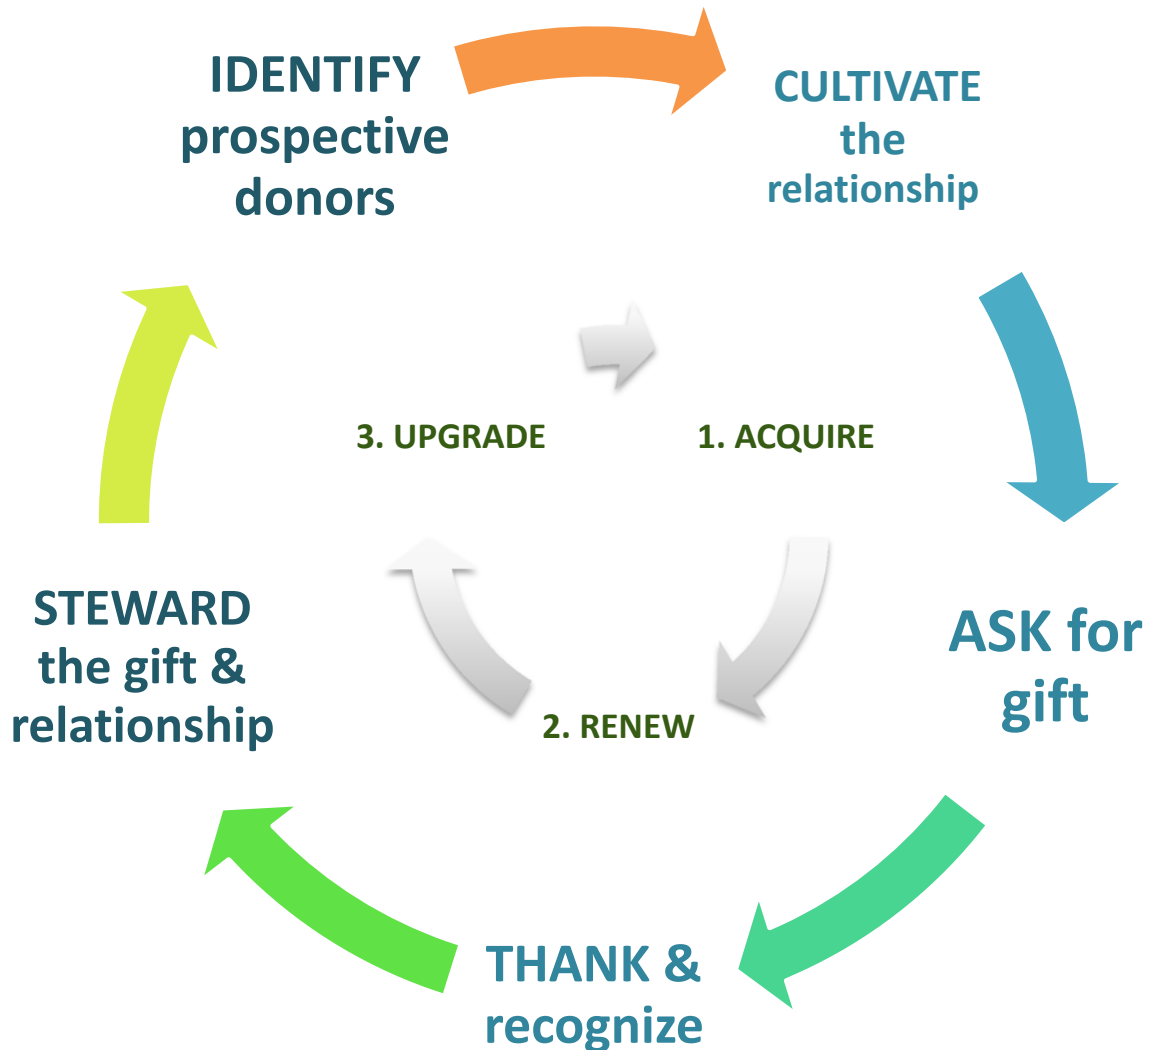 IDENTIFY
prospective
donors
CULTIVATE
the
relationship
3. UPGRADE
1. ACQUIRE
2. RENEW
STEWARD
the gift &
relationship
ASK for
gift
THANK &
recognize